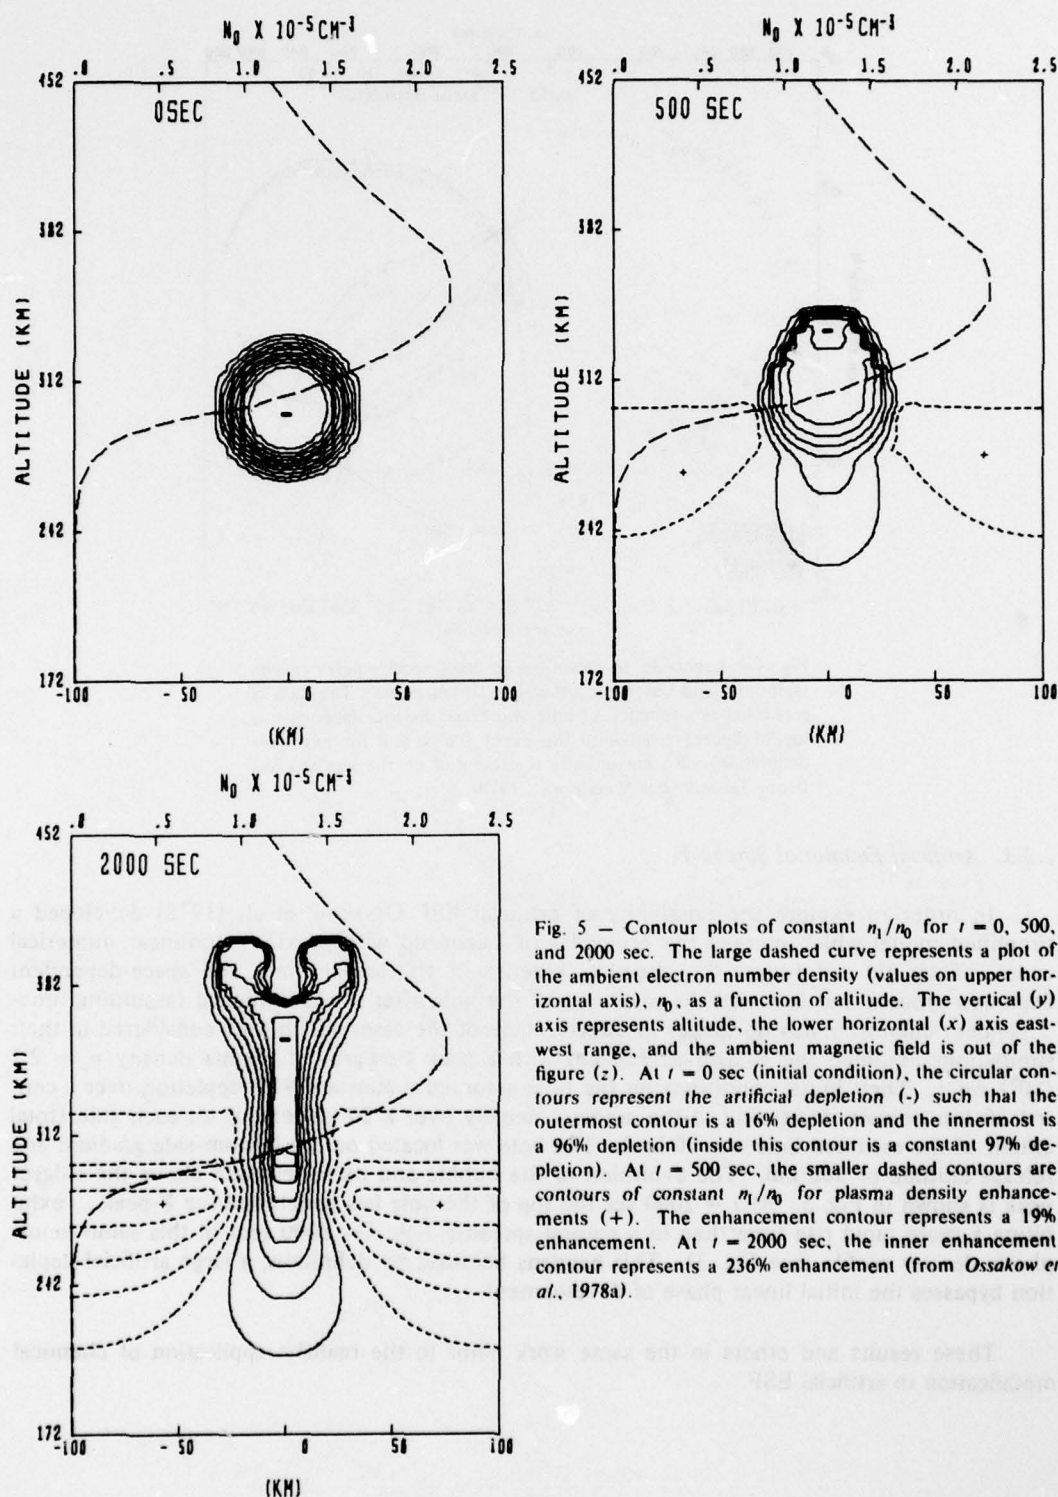 N₀ X 10⁻⁵ CM⁻³
.0 .5 1.0 1.5 2.0 2.5
452
382
312
242
172
0SEC
ALTITUDE (KM)
-100 -50 0 50 100
(KM)
N₀ X 10⁻⁵ CM⁻³
.0 .5 1.0 1.5 2.0 2.5
452
382
312
242
172
500 SEC
ALTITUDE (KM)
-100 -50 0 50 100
(KM)
N₀ X 10⁻⁵ CM⁻³
.0 .5 1.0 1.5 2.0 2.5
452
382
312
242
172
2000 SEC
ALTITUDE (KM)
-100 -50 0 50 100
(KM)
Fig. 5 — Contour plots of constant n₁/n₀ for t = 0, 500,
and 2000 sec. The large dashed curve represents a plot of
the ambient electron number density (values on upper hor-
izontal axis), n₀, as a function of altitude. The vertical (y)
axis represents altitude, the lower horizontal (x) axis east-
west range, and the ambient magnetic field is out of the
figure (z). At t = 0 sec (initial condition), the circular con-
tours represent the artificial depletion (-) such that the
outermost contour is a 16% depletion and the innermost is
a 96% depletion (inside this contour is a constant 97% de-
pletion). At t = 500 sec, the smaller dashed contours are
contours of constant n₁/n₀ for plasma density enhance-
ments (+). The enhancement contour represents a 19%
enhancement. At t = 2000 sec, the inner enhancement
contour represents a 236% enhancement (from Ossakow et
al., 1978a).